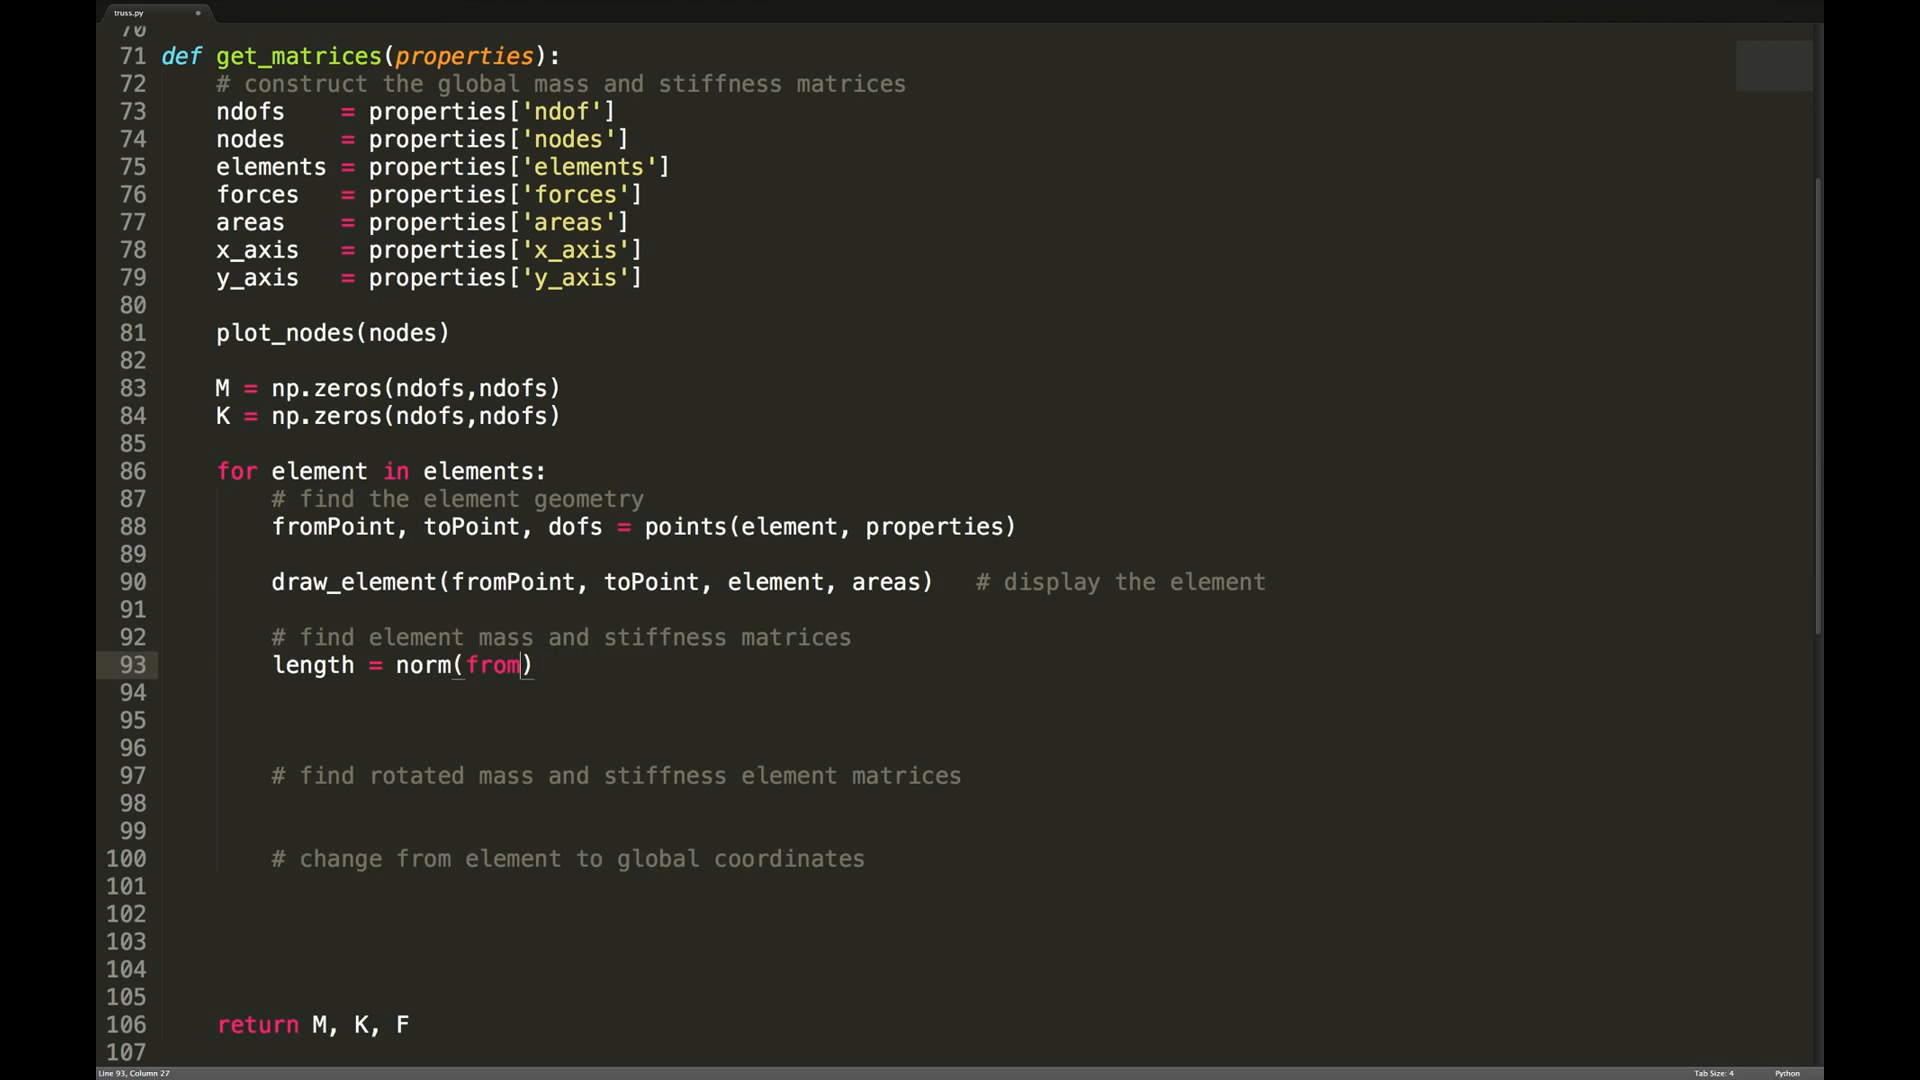 truss.py
70
71 def get_matrices(properties):
72     # construct the global mass and stiffness matrices
73     ndofs    = properties['ndof']
74     nodes    = properties['nodes']
75     elements = properties['elements']
76     forces   = properties['forces']
77     areas    = properties['areas']
78     x_axis   = properties['x_axis']
79     y_axis   = properties['y_axis']
80
81     plot_nodes(nodes)
82
83     M = np.zeros(ndofs,ndofs)
84     K = np.zeros(ndofs,ndofs)
85
86     for element in elements:
87         # find the element geometry
88         fromPoint, toPoint, dofs = points(element, properties)
89
90         draw_element(fromPoint, toPoint, element, areas)   # display the element
91
92         # find element mass and stiffness matrices
93         length = norm(from)
94
95
96
97         # find rotated mass and stiffness element matrices
98
99
100         # change from element to global coordinates
101
102
103
104
105
106     return M, K, F
107
Line 93, Column 27
Tab Size: 4
Python